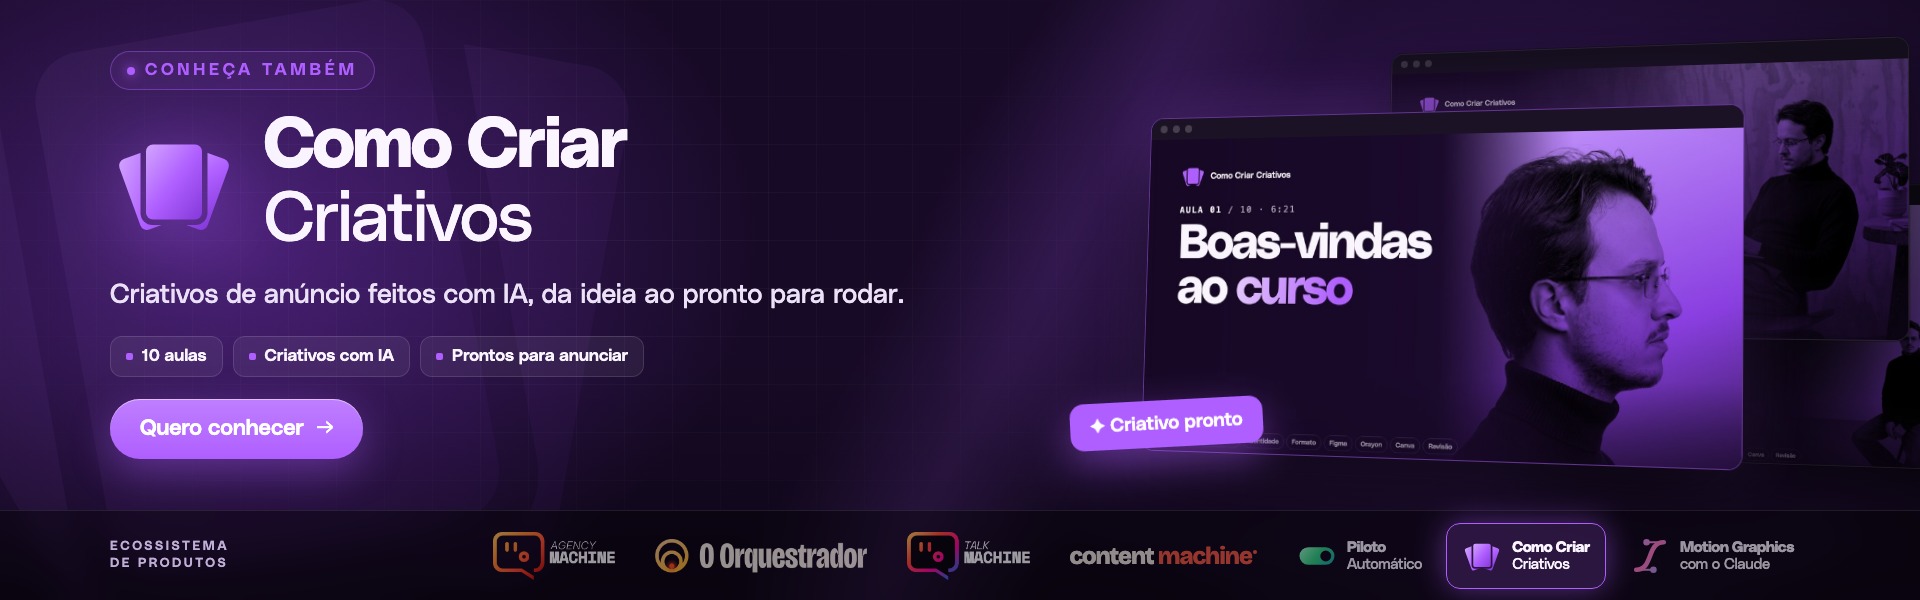 CONHEÇA TAMBÉM
Como Criar
Criativos
Criativos de anúncio feitos com IA, da ideia ao pronto para rodar.
10 aulas
Criativos com IA
Prontos para anunciar
Quero conhecer →
Como Criar Criativos
Como Criar Criativos
AULA 01 / 10 · 6:21
Boas-vindas
ao curso
✦ Criativo pronto
Formato
Figma
Canva
Revisão
Canva
Revisão
ECOSSISTEMA
DE PRODUTOS
AGENCY
MACHINE
O Orquestrador
TALK
MACHINE
content machine
Piloto
Automático
Como Criar
Criativos
Motion Graphics
com o Claude